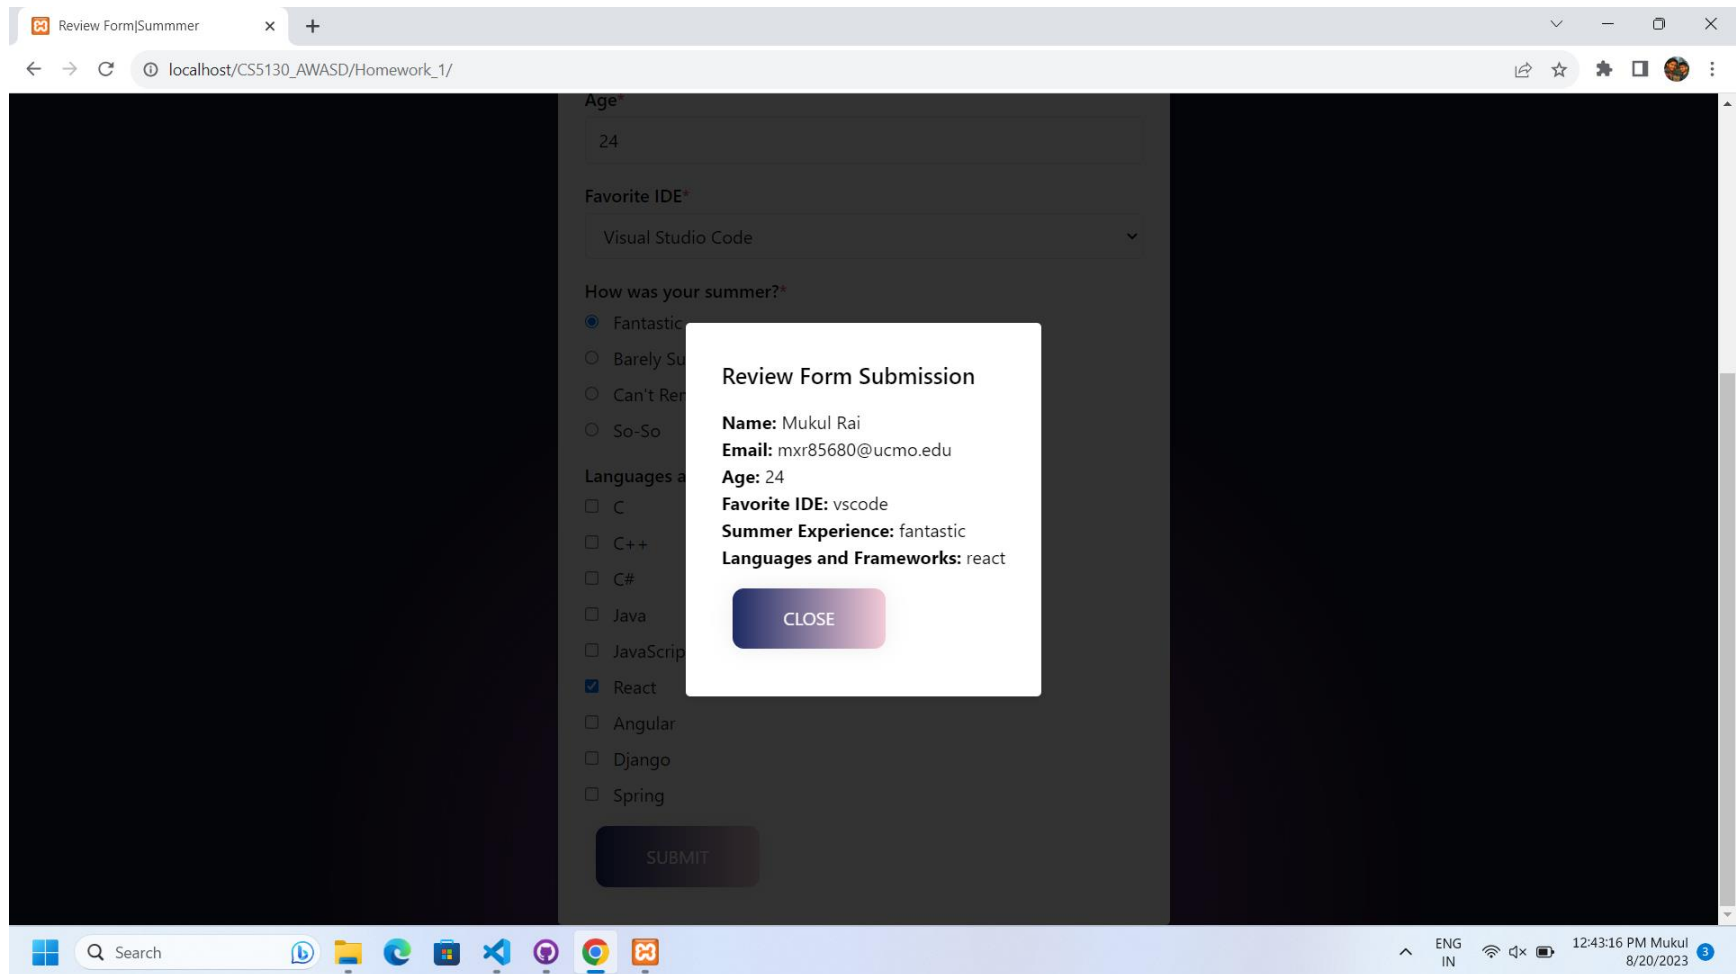 Review Form|Summmer
localhost/CS5130_AWASD/Homework_1/
Age*
24
Favorite IDE*
Visual Studio Code
How was your summer?*
Fantastic
Barely Su
Can't Rer
So-So
Languages a
C
C++
C#
Java
JavaScrip
React
Angular
Django
Spring
SUBMIT
Review Form Submission
Name: Mukul Rai
Email: mxr85680@ucmo.edu
Age: 24
Favorite IDE: vscode
Summer Experience: fantastic
Languages and Frameworks: react
CLOSE
Search
ENG
IN
12:43:16 PM Mukul
8/20/2023
3